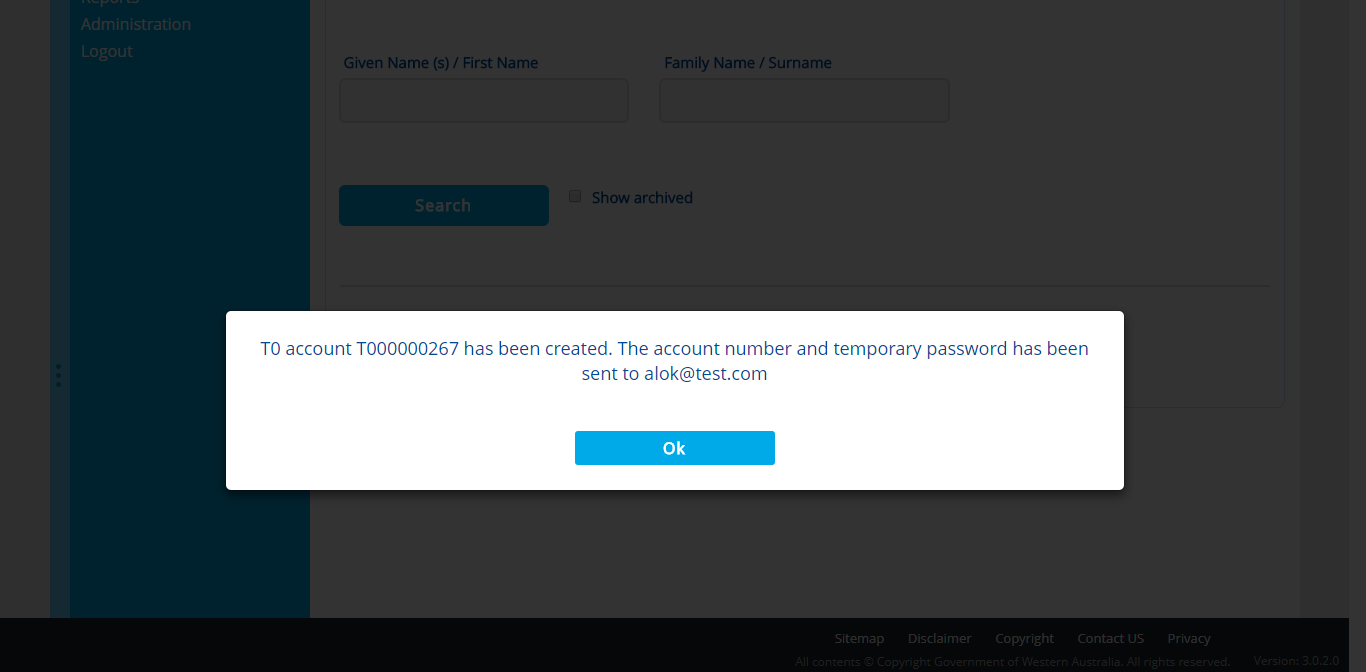 Reports
Administration
Logout
Given Name (s) / First Name
Family Name / Surname
Search
Show archived
T0 account T000000267 has been created. The account number and temporary password has been
sent to alok@test.com
Ok
Sitemap
Disclaimer
Copyright
Contact US
Privacy
All contents © Copyright Government of Western Australia. All rights reserved.
Version: 3.0.2.0